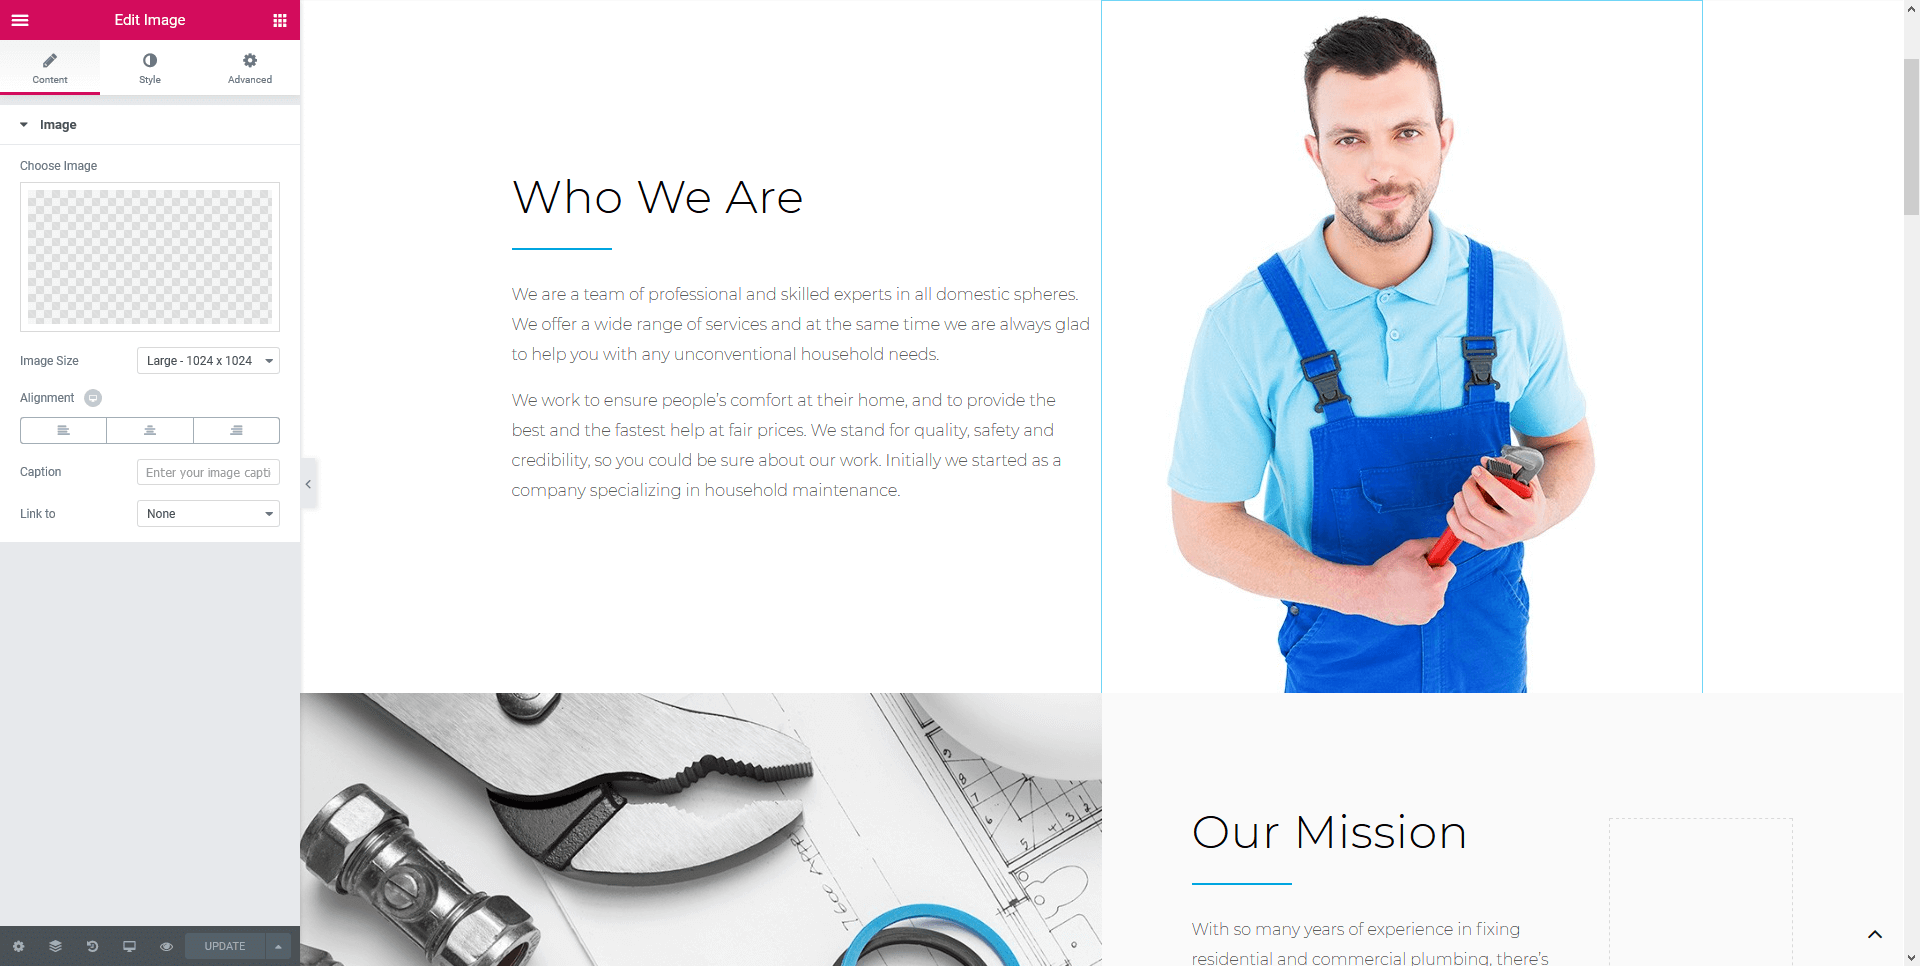 Edit Image
Content
Style
Advanced
Image
Choose Image
Image Size
Large - 1024 x 1024
Alignment
Caption
Enter your image capti
Link to
None
UPDATE
Who We Are
We are a team of professional and skilled experts in all domestic spheres.
We offer a wide range of services and at the same time we are always glad
to help you with any unconventional household needs.
We work to ensure people's comfort at their home, and to provide the
best and the fastest help at fair prices. We stand for quality, safety and
credibility, so you could be sure about our work. Initially we started as a
company specializing in household maintenance.
Our Mission
With so many years of experience in fixing
residential and commercial plumbing, there's